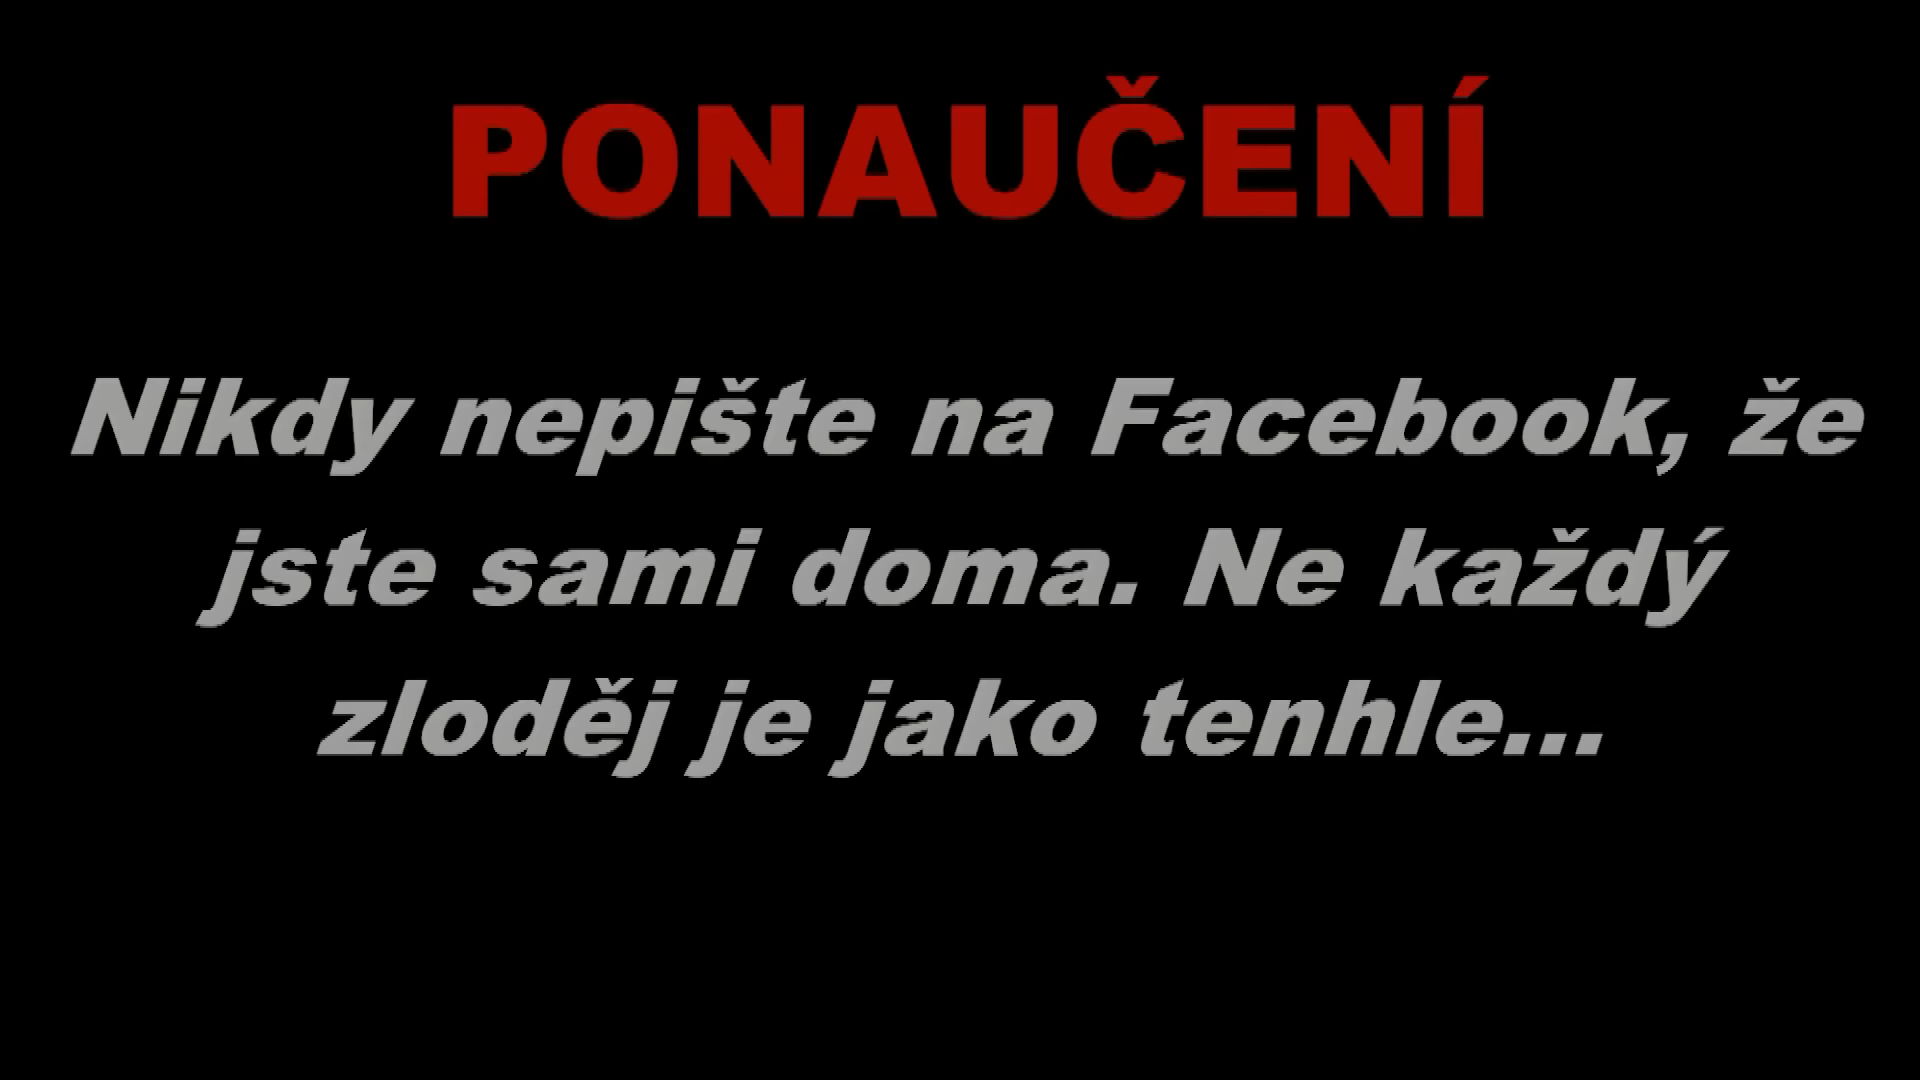 PONAUČENÍ
Nikdy nepište na Facebook, že
jste sami doma. Ne každý
zloděj je jako tenhle...